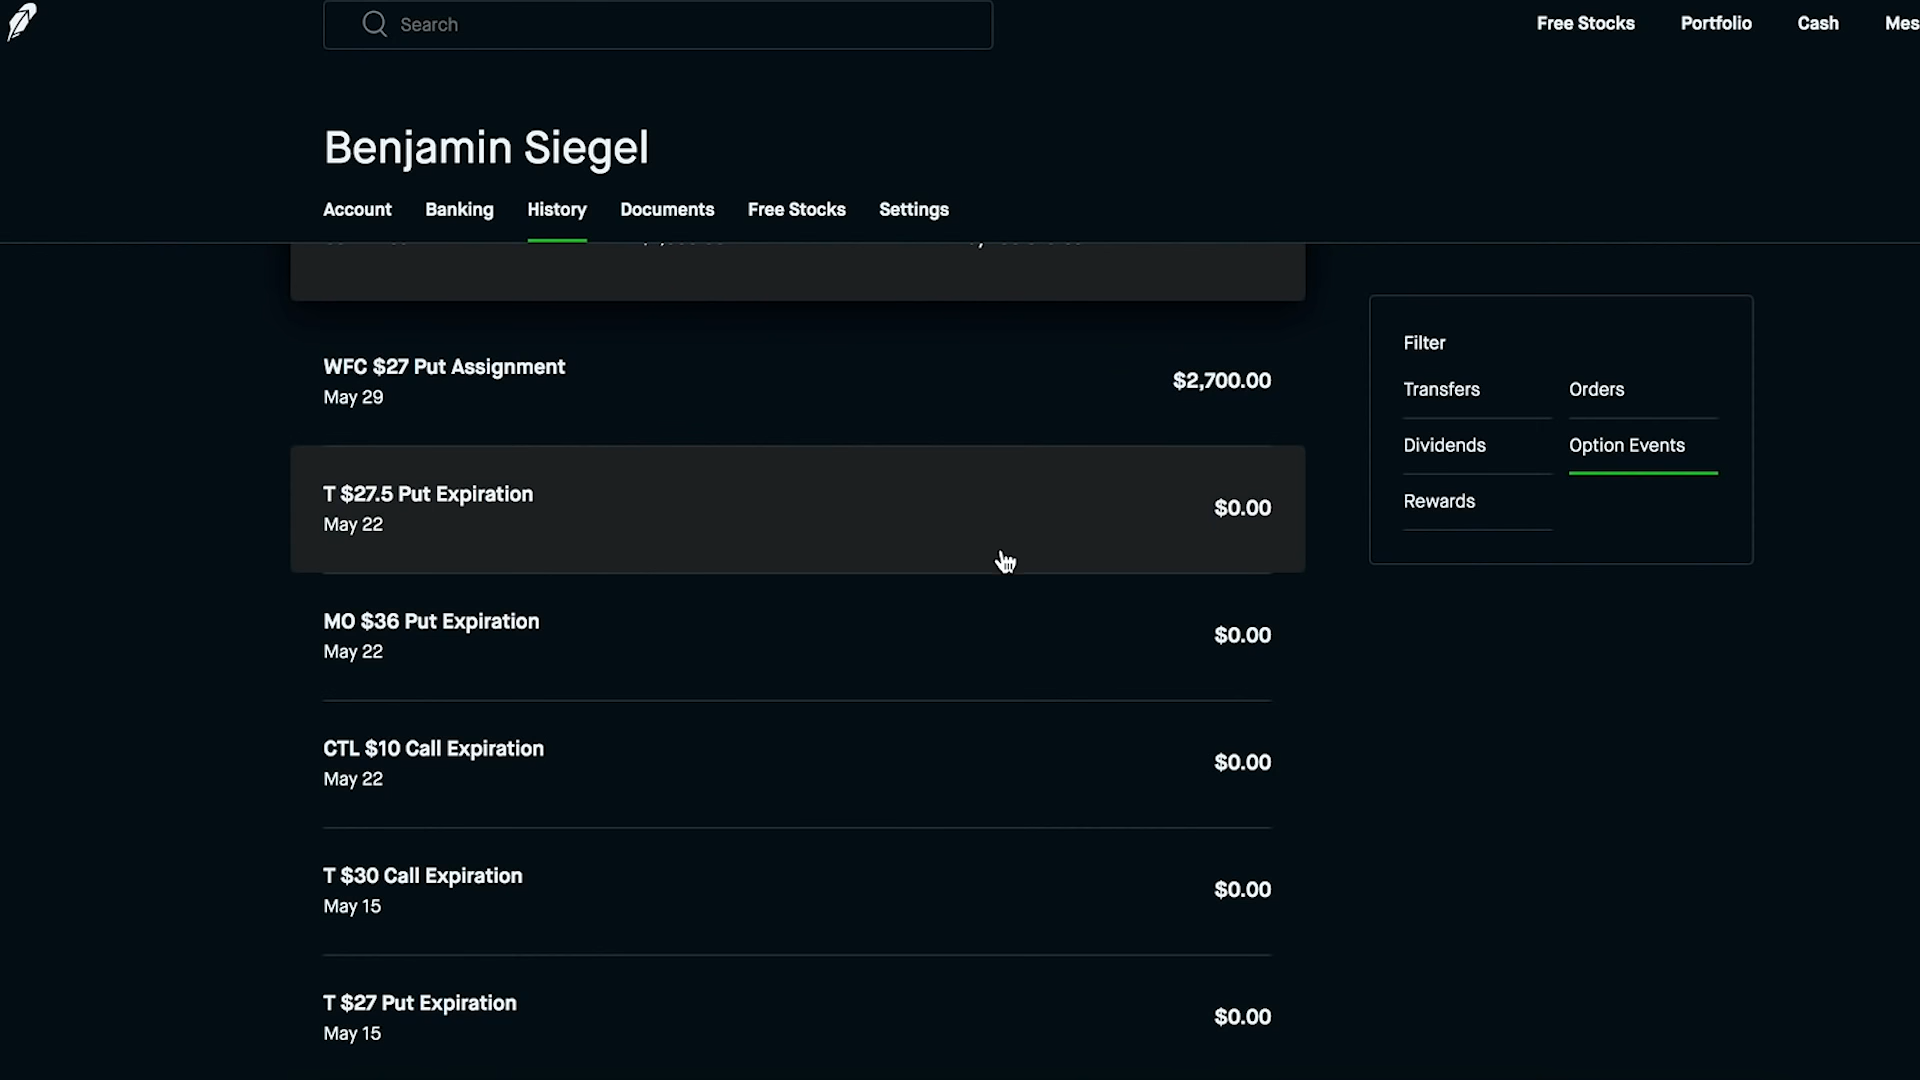 Search
Free Stocks
Portfolio
Cash
Mes
Benjamin Siegel
Account
Banking
History
Documents
Free Stocks
Settings
WFC $27 Put Assignment
May 29
$2,700.00
T $27.5 Put Expiration
May 22
$0.00
MO $36 Put Expiration
May 22
$0.00
CTL $10 Call Expiration
May 22
$0.00
T $30 Call Expiration
May 15
$0.00
T $27 Put Expiration
May 15
$0.00
Filter
Transfers
Orders
Dividends
Option Events
Rewards